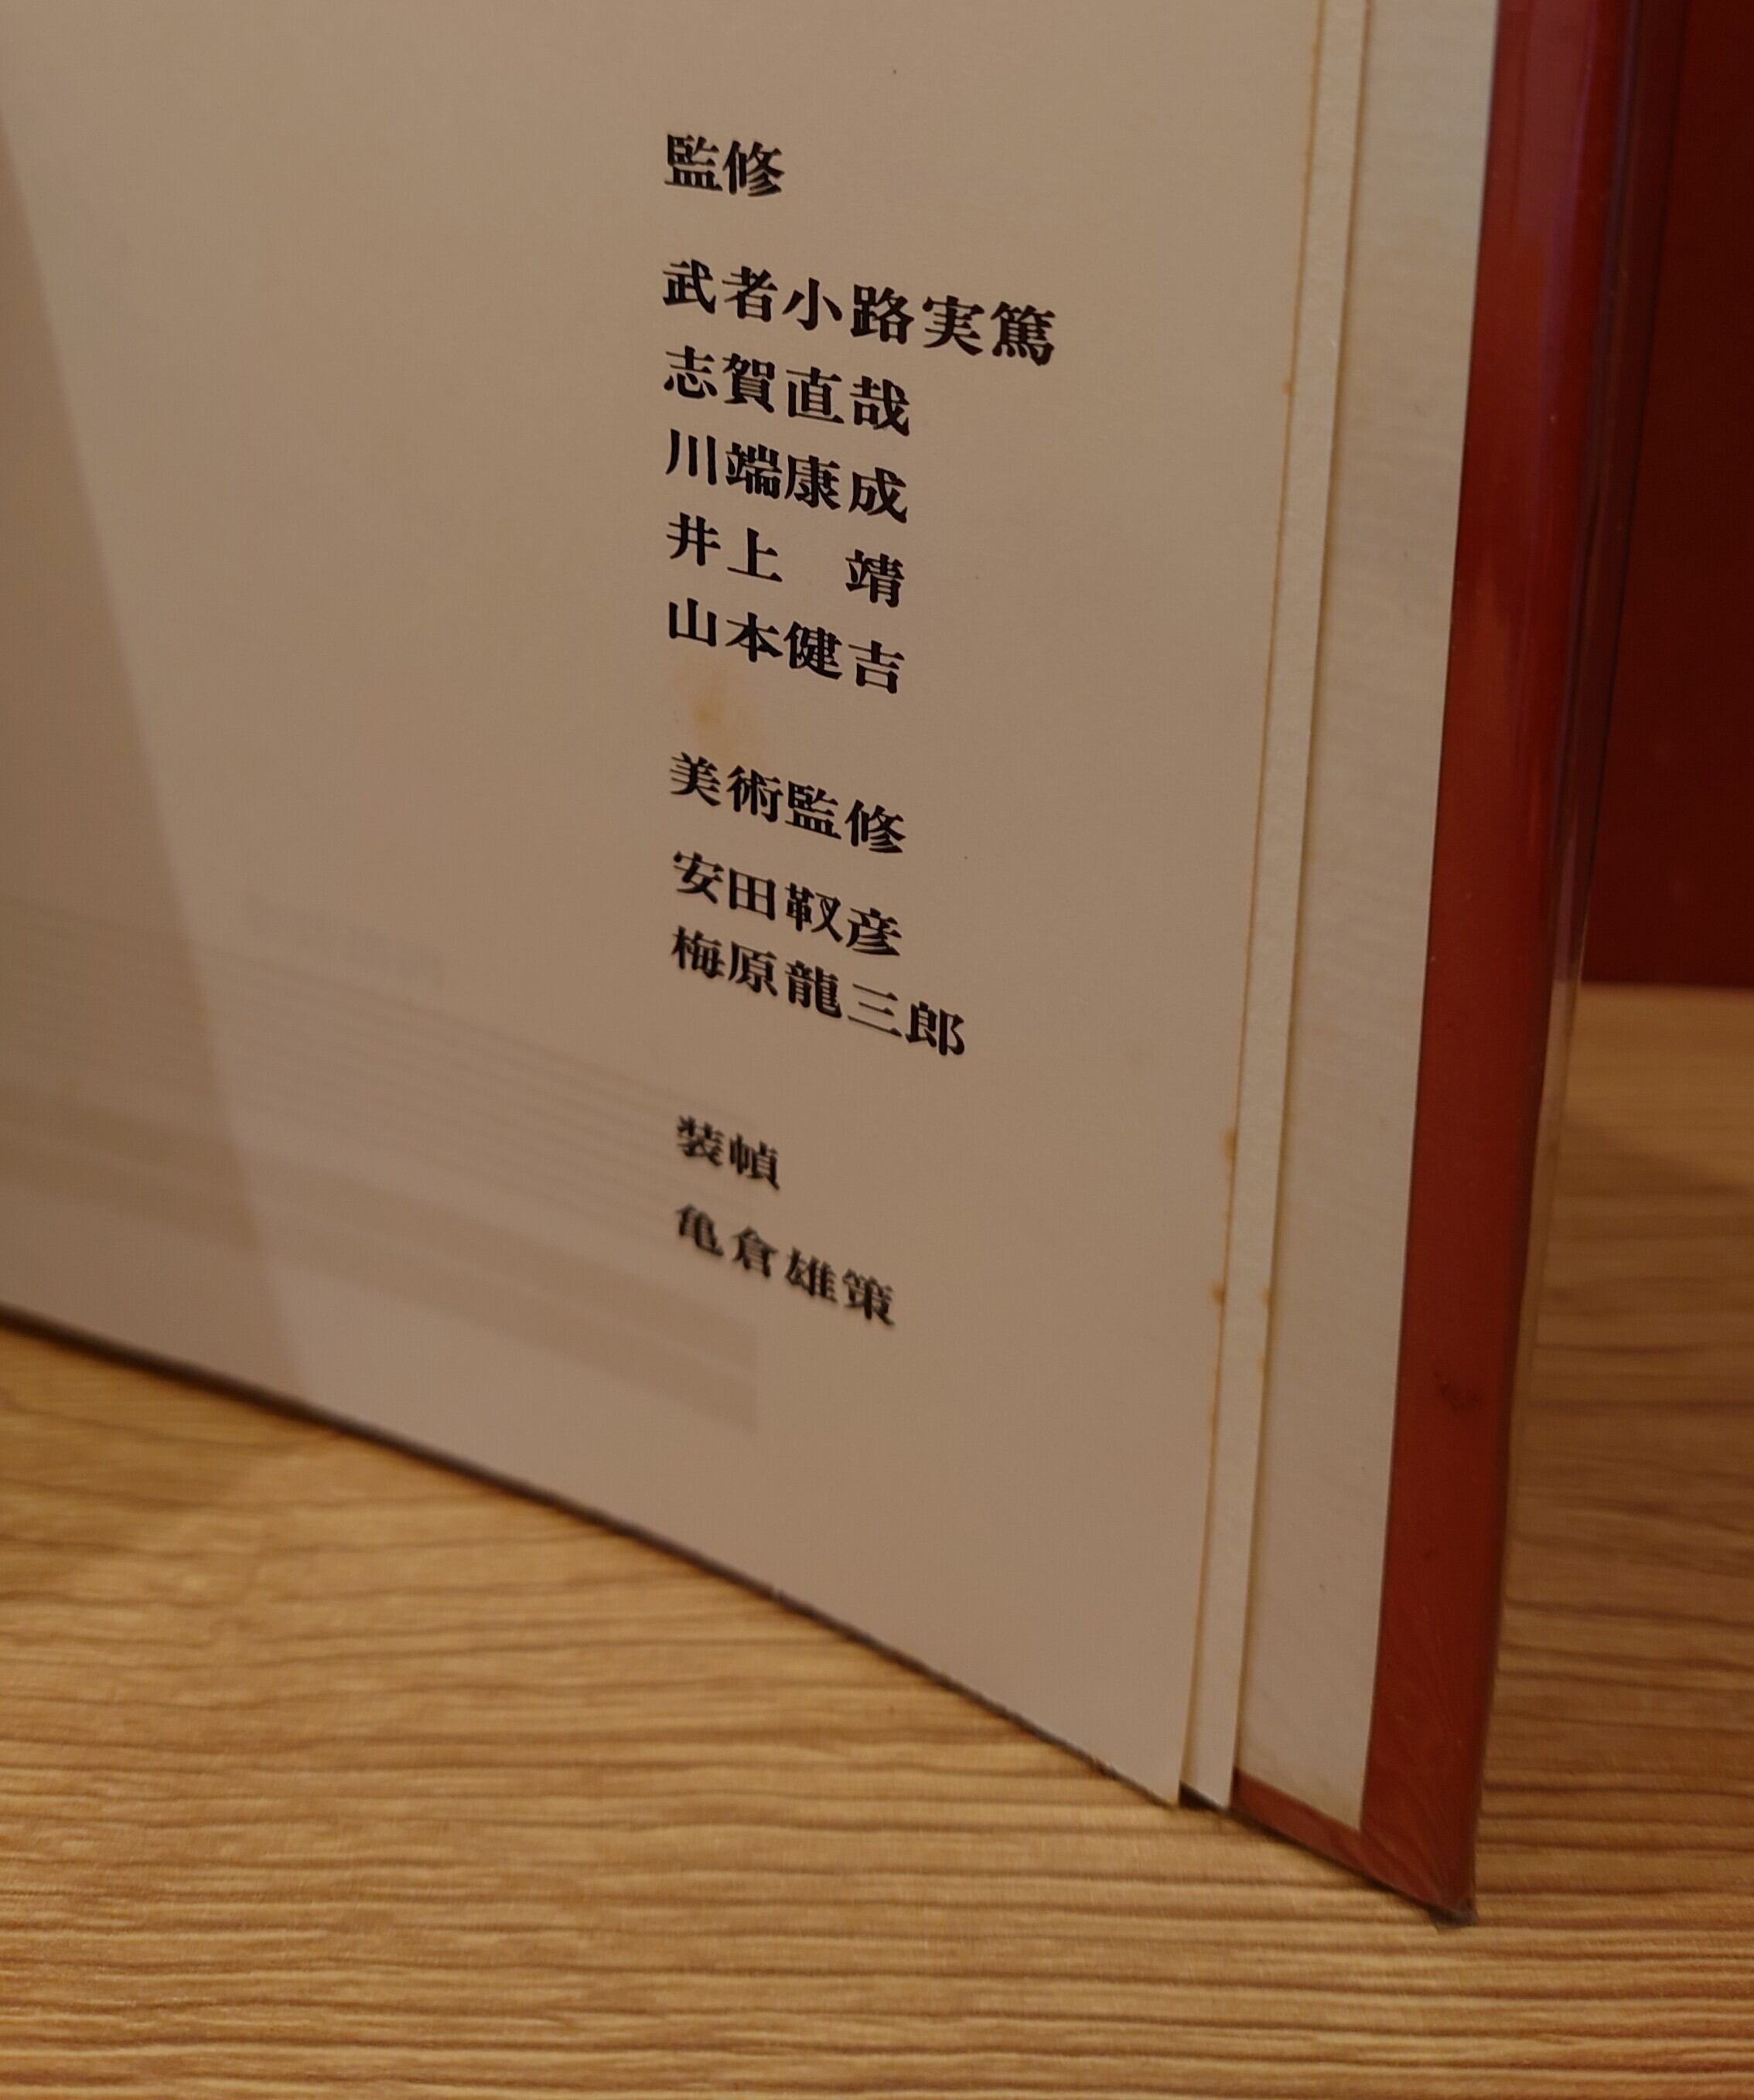 監修
武者小路実篤
志賀直哉
川端康成
井上　靖
山本健吉
美術監修
安田靫彦
梅原龍三郎
装幀
亀倉雄策